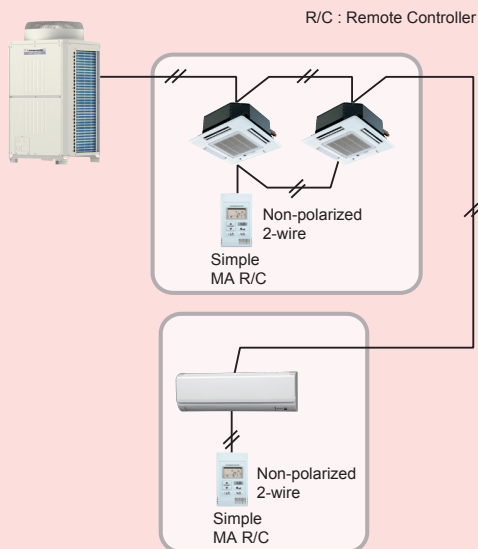 R/C : Remote Controller
Non-polarized
2-wire
Simple
MA R/C
Non-polarized
2-wire
Simple
MA R/C